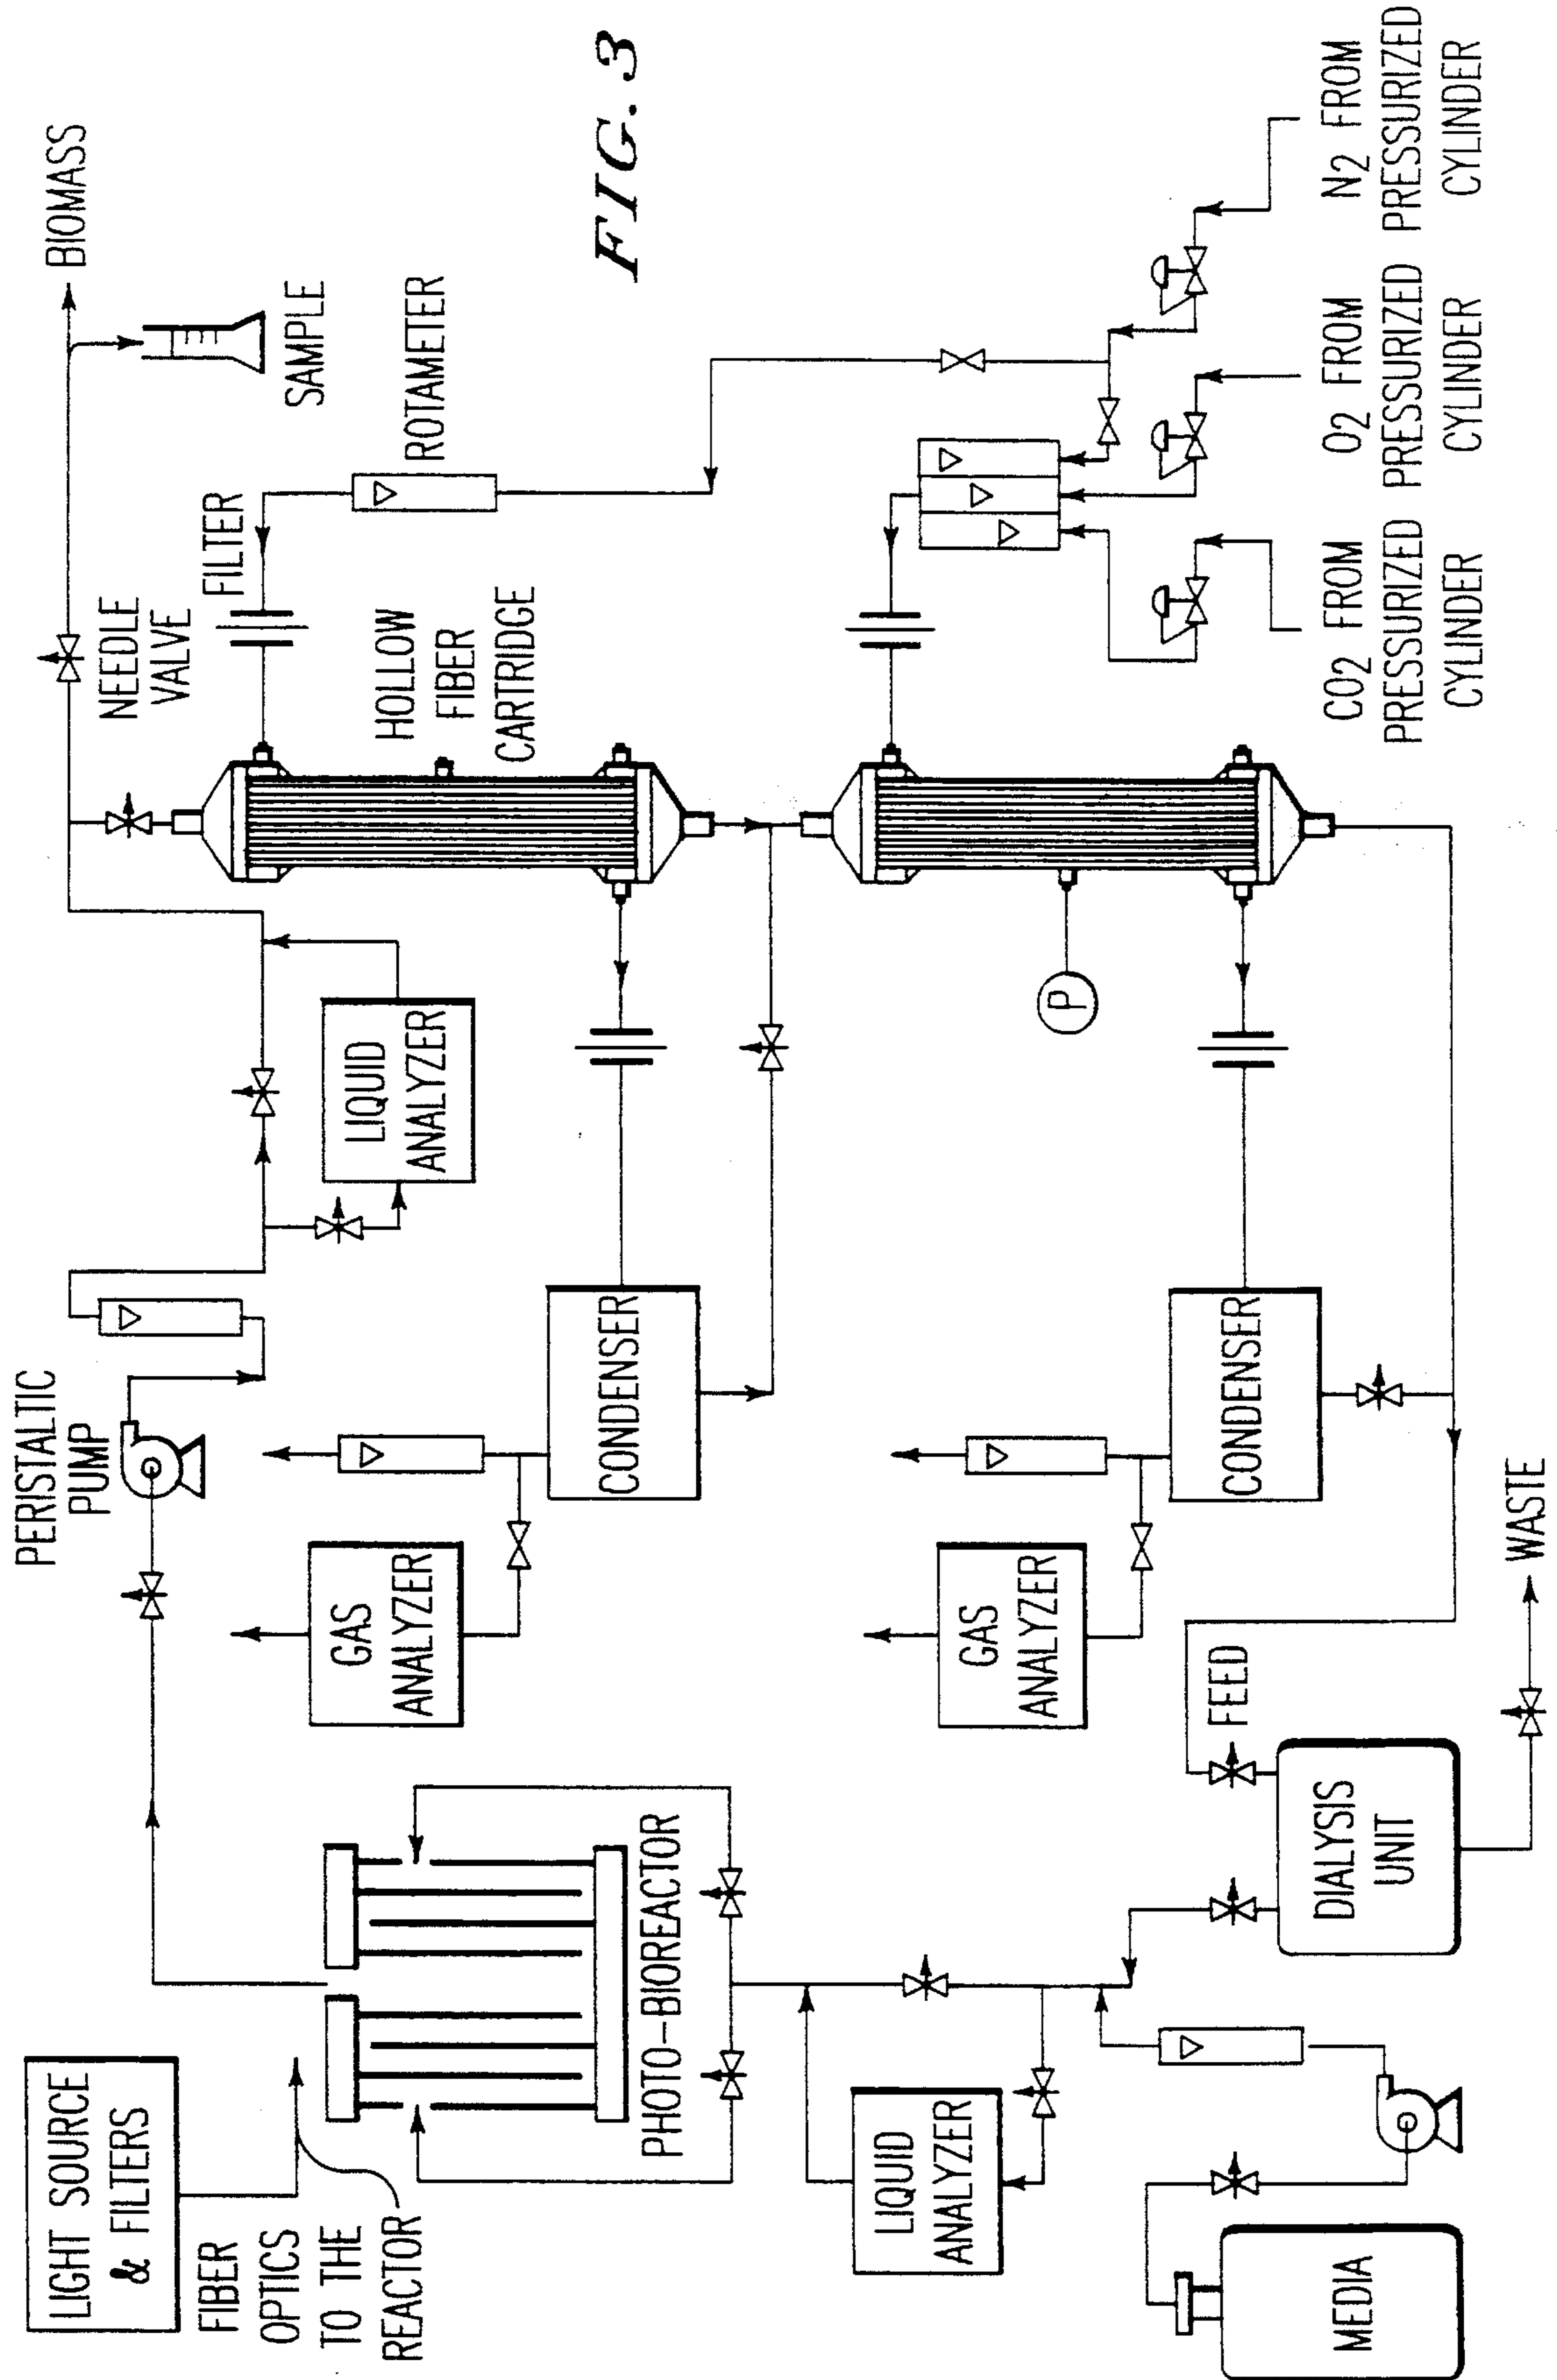 LIGHT SOURCE
& FILTERS
FIBER
OPTICS
TO THE
REACTOR
PHOTO-BIOREACTOR
PERISTALTIC
PUMP
LIQUID
ANALYZER
NEEDLE
VALVE
BIOMASS
SAMPLE
FILTER
ROTAMETER
HOLLOW
FIBER
CARTRIDGE
FIG. 3
GAS
ANALYZER
CONDENSER
P
LIQUID
ANALYZER
GAS
ANALYZER
CONDENSER
MEDIA
DIALYSIS
UNIT
FEED
WASTE
CO2 FROM
PRESSURIZED
CYLINDER
O2 FROM
PRESSURIZED
CYLINDER
N2 FROM
PRESSURIZED
CYLINDER